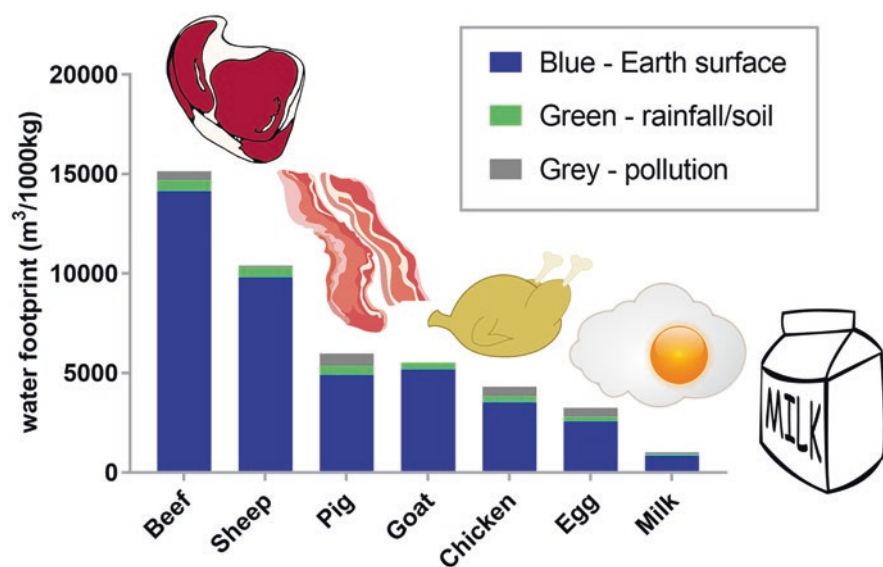 Blue - Earth surface
Green - rainfall/soil
Grey - pollution
water footprint (m³/1000kg)
20000
15000
10000
5000
0
Beef
Sheep
Pig
Goat
Chicken
Egg
Milk
MILK